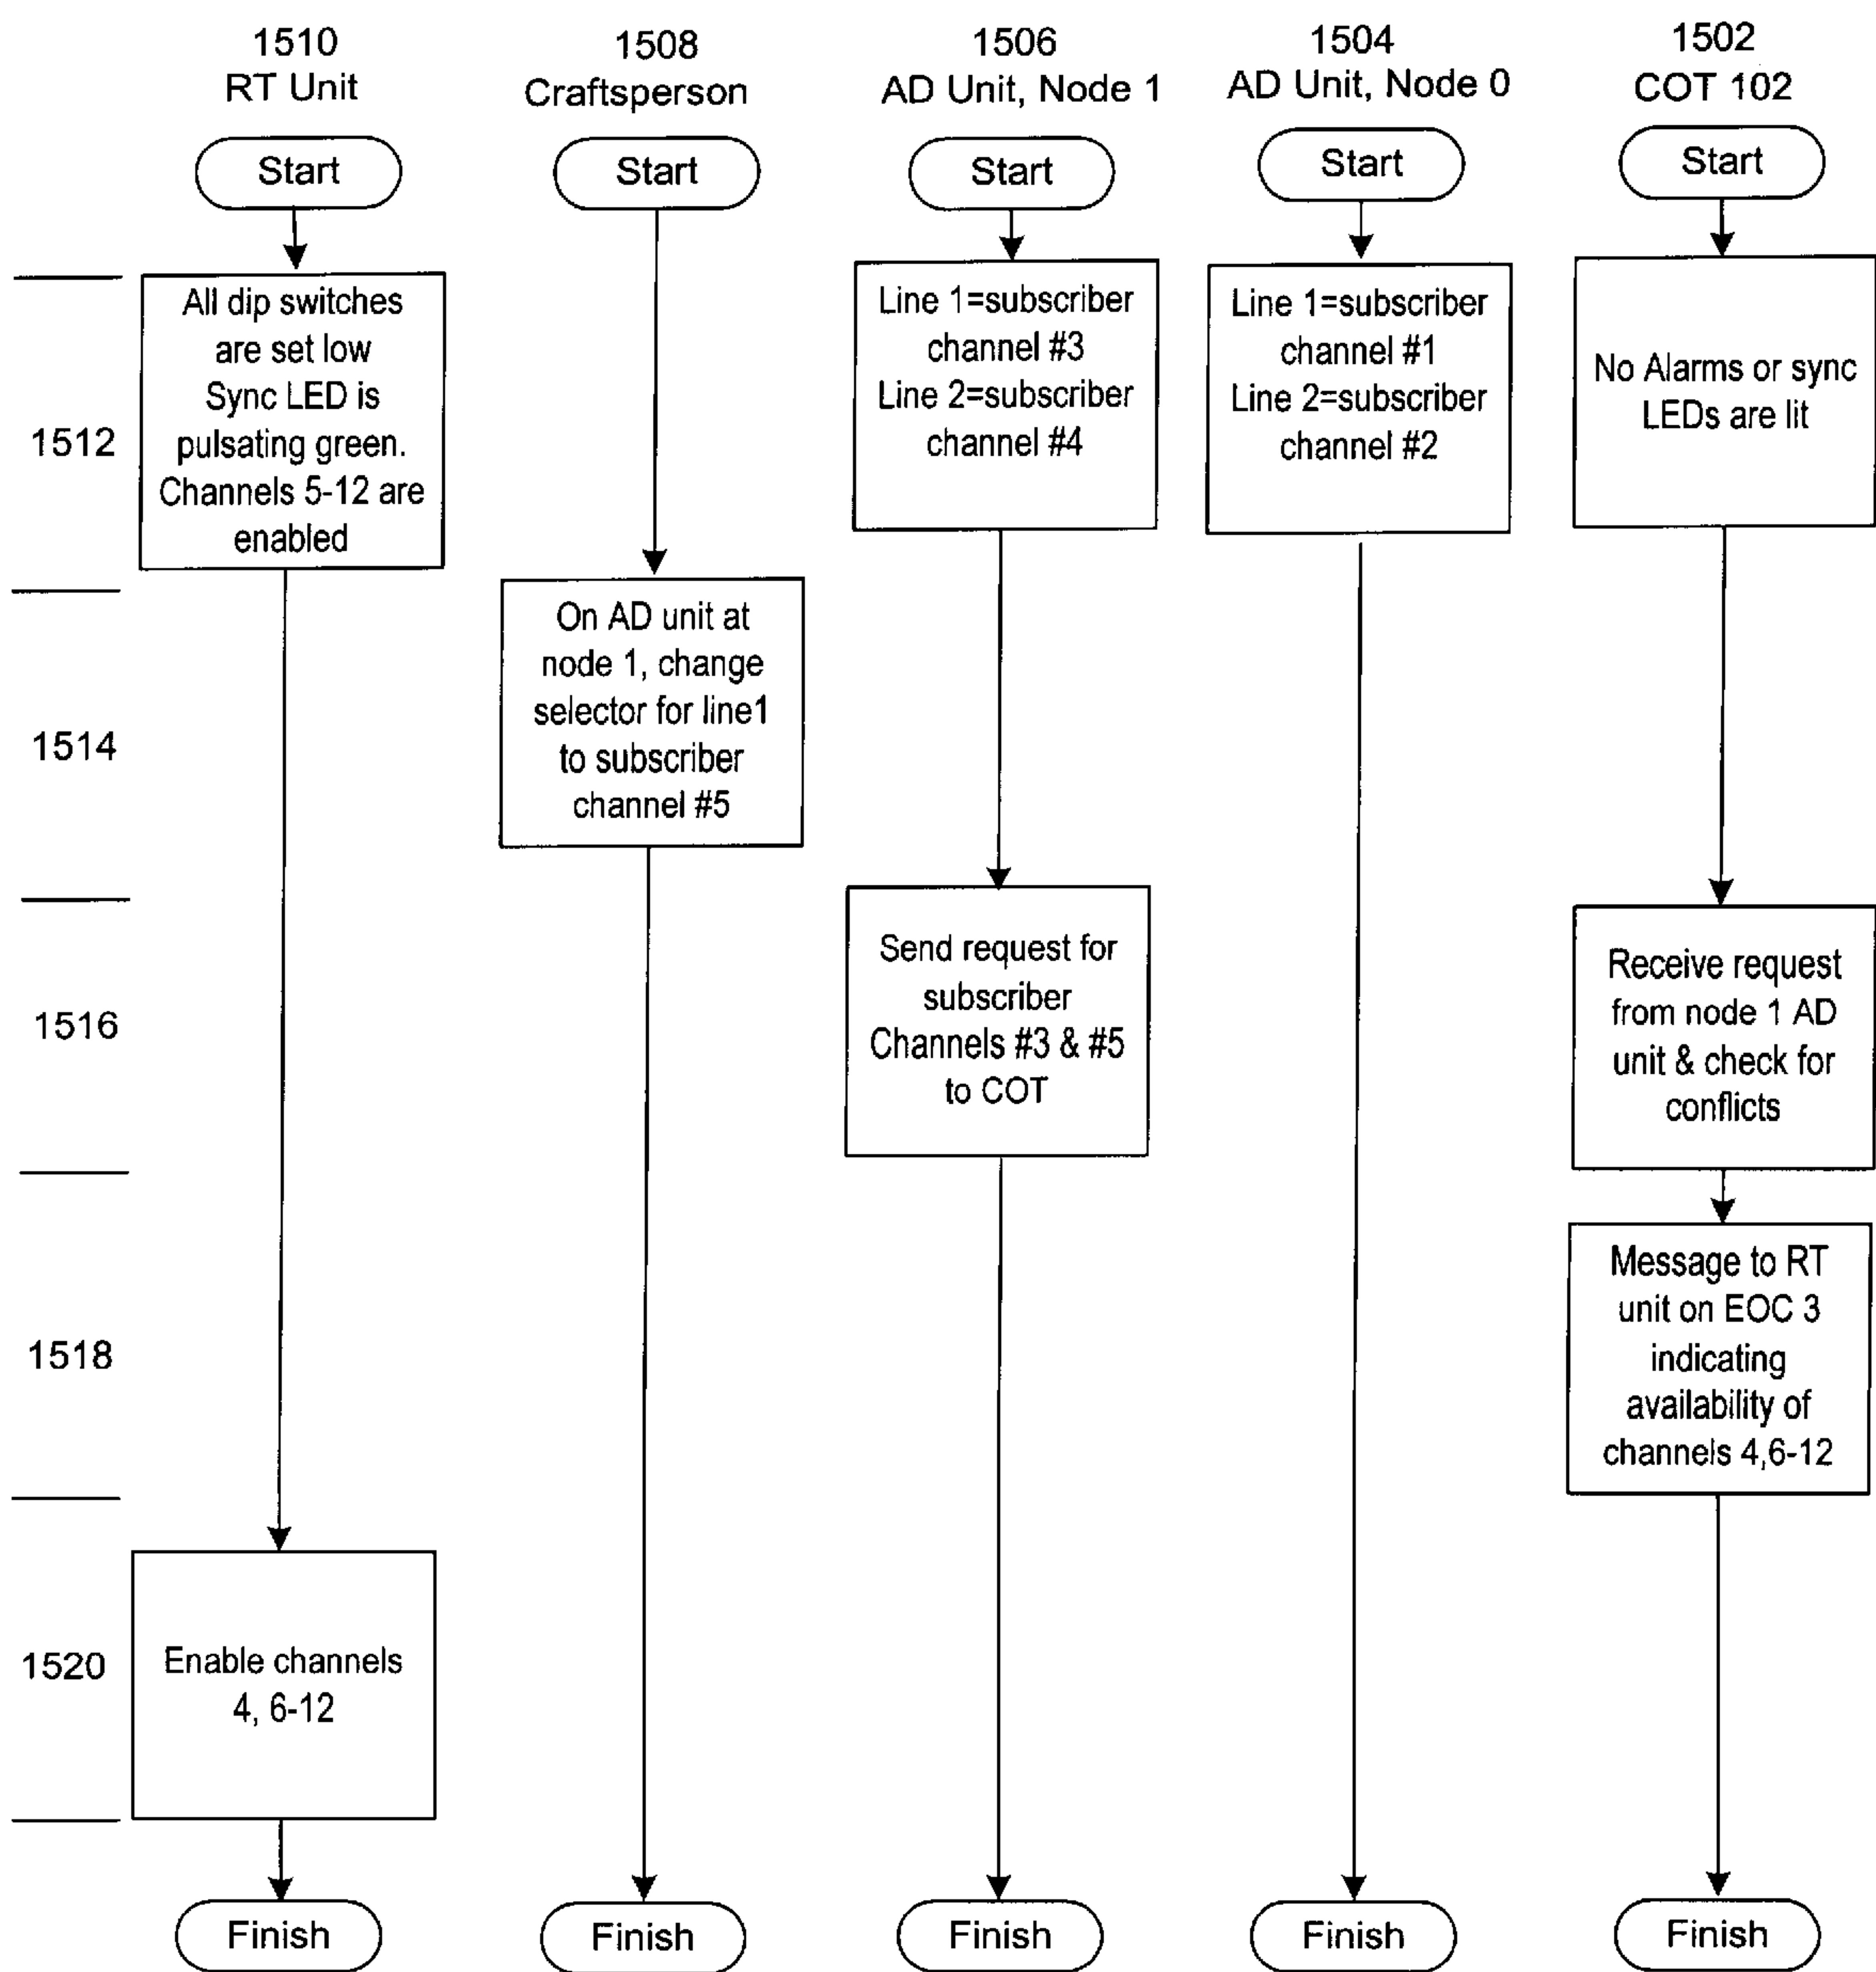 1510
RT Unit
1508
Craftsperson
1506
AD Unit, Node 1
1504
AD Unit, Node 0
1502
COT 102
Start
Start
Start
Start
Start
1512
All dip switches
are set low
Sync LED is
pulsating green.
Channels 5-12 are
enabled
Line 1=subscriber
channel #3
Line 2=subscriber
channel #4
Line 1=subscriber
channel #1
Line 2=subscriber
channel #2
No Alarms or sync
LEDs are lit
1514
On AD unit at
node 1, change
selector for line1
to subscriber
channel #5
1516
Send request for
subscriber
Channels #3 & #5
to COT
Receive request
from node 1 AD
unit & check for
conflicts
1518
Message to RT
unit on EOC 3
indicating
availability of
channels 4,6-12
1520
Enable channels
4, 6-12
Finish
Finish
Finish
Finish
Finish